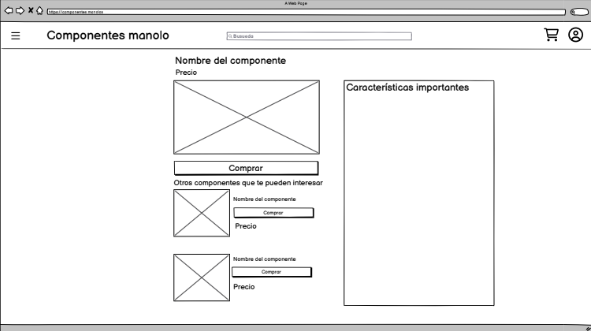 A Web Page
https://componentes manolo
Componentes manolo
Búsqueda
Nombre del componente
Precio
Características importantes
Comprar
Otros componentes que te pueden interesar
Nombre del componente
Comprar
Precio
Nombre del componente
Comprar
Precio